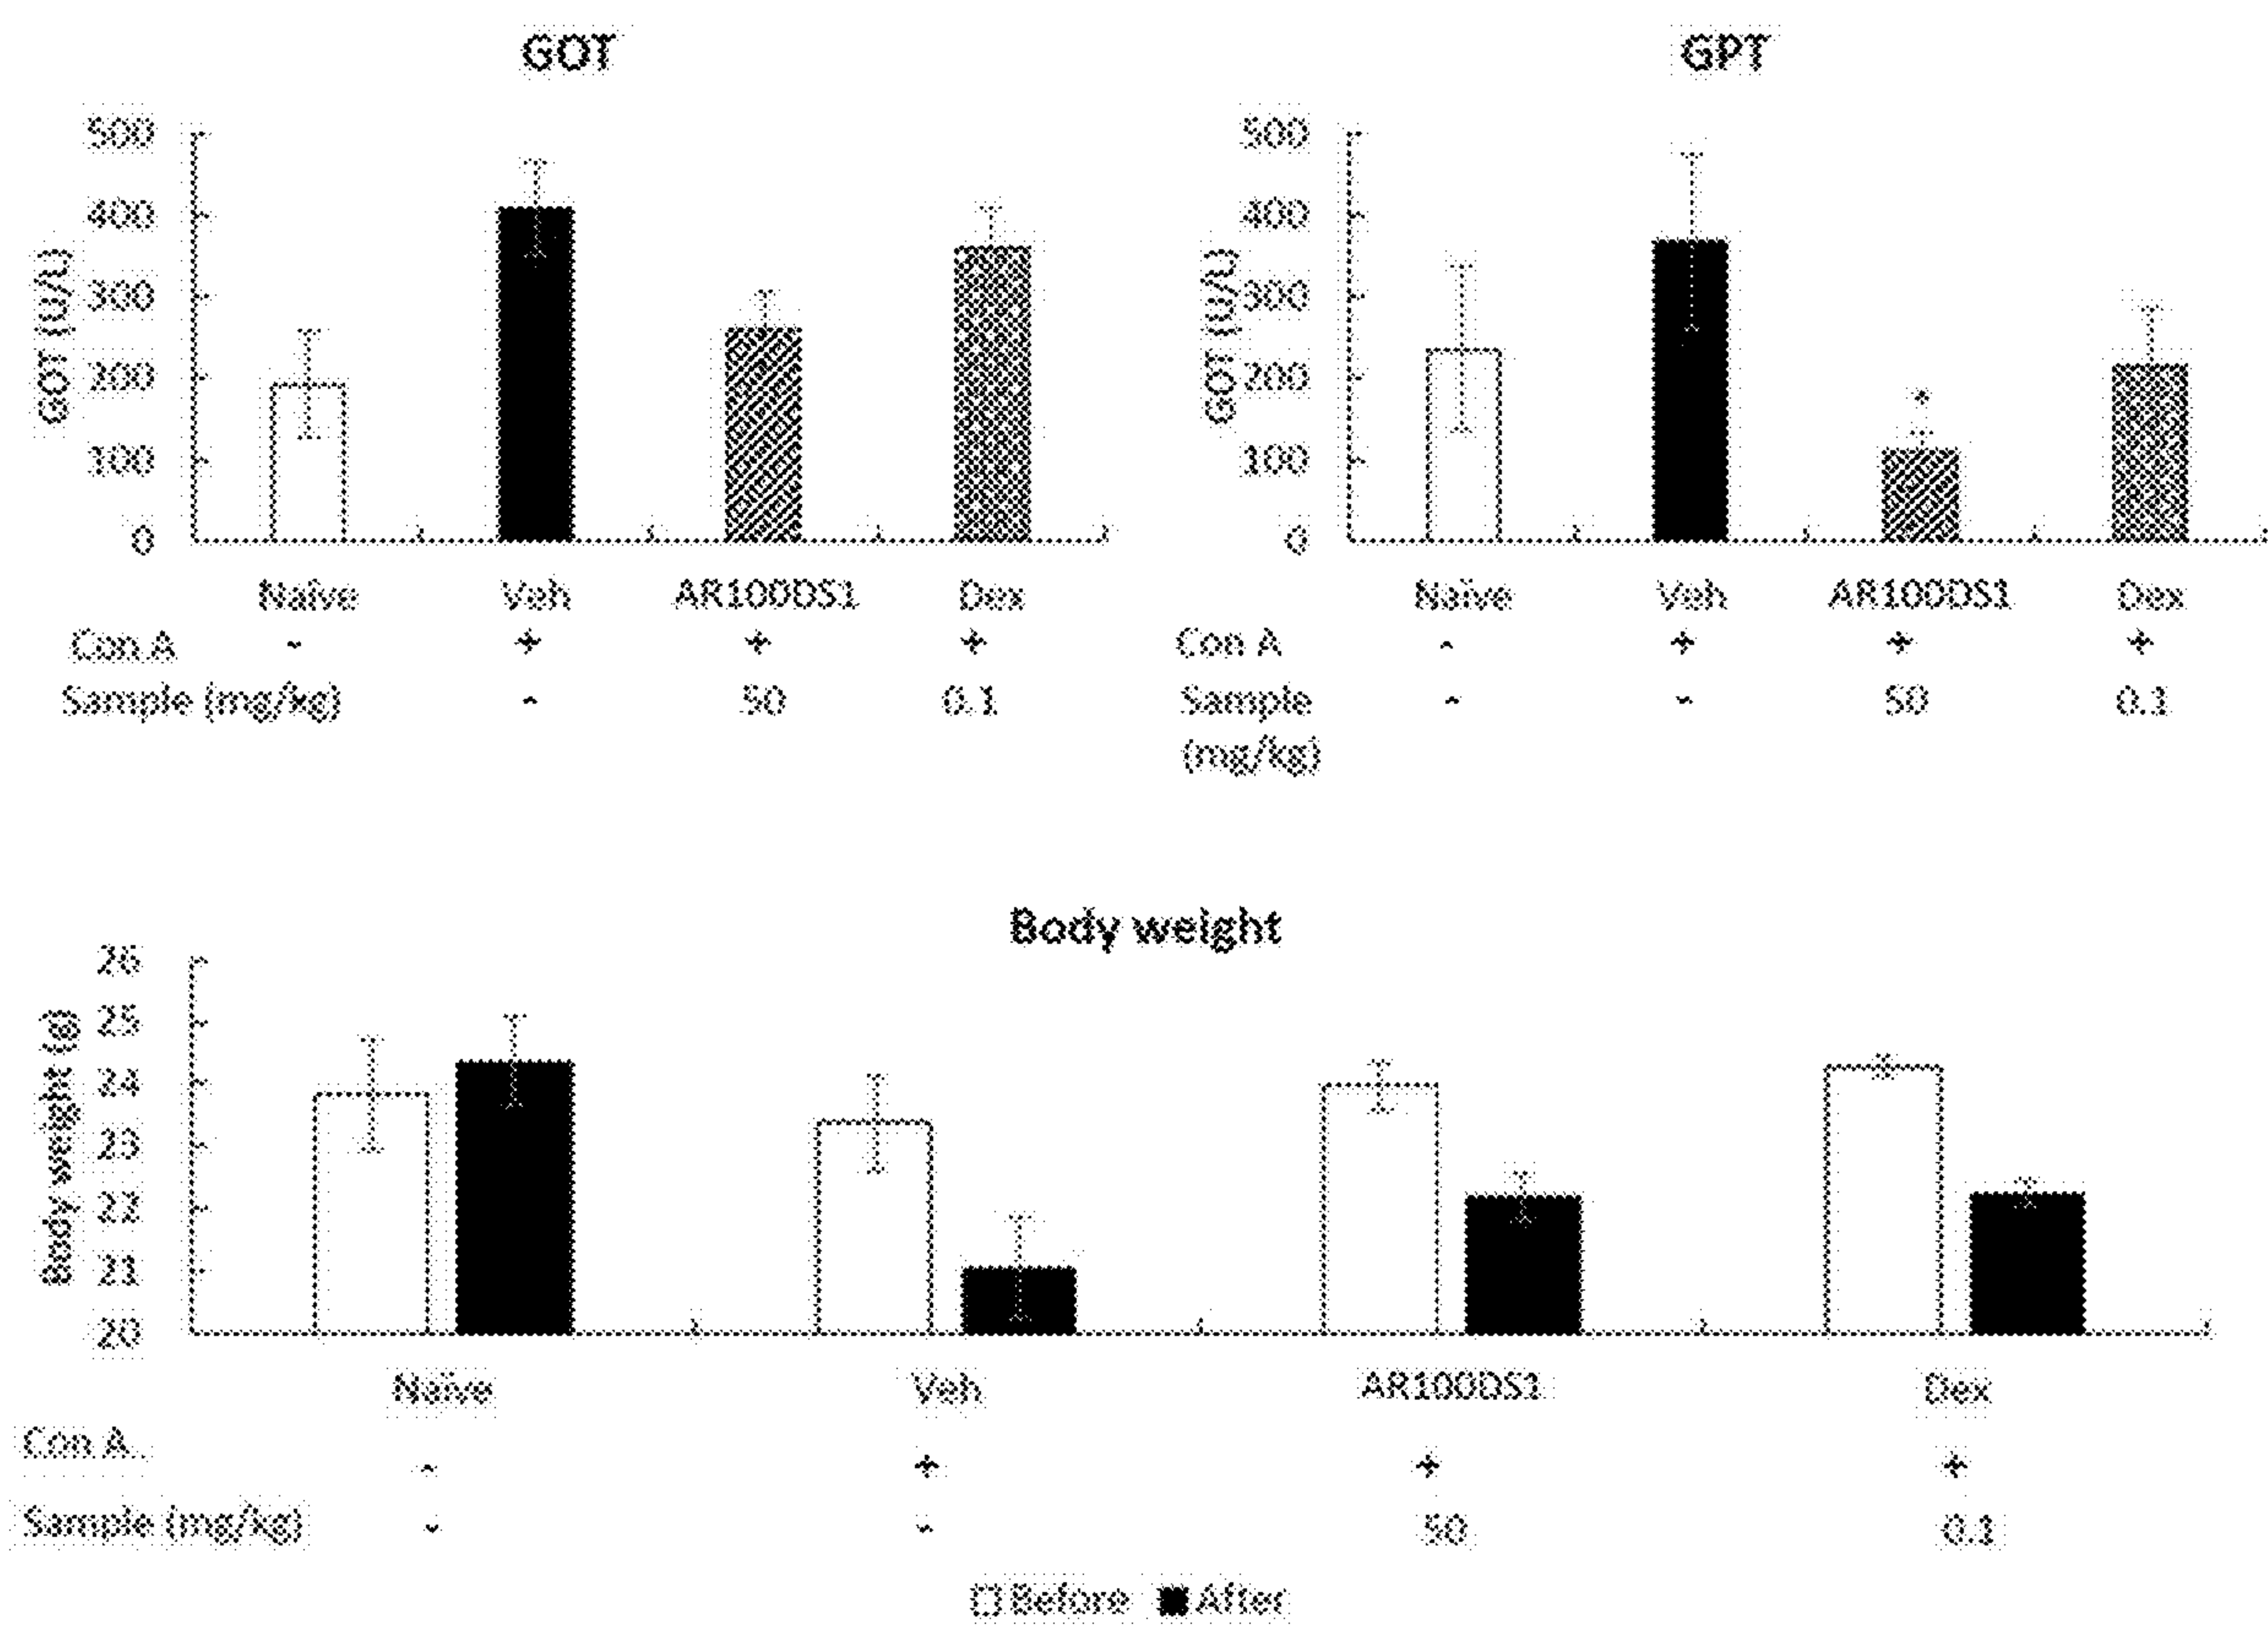 GOT
GOT (u/L)
500
400
300
200
100
0
Naïve Veh AR100DS1 Dex
Con A - + + +
Sample (mg/kg) - 50 0.1
GPT
GOT (u/L)
500
400
300
200
100
0
Naïve Veh AR100DS1 Dex
*
Con A - + + +
Sample - - 50 0.1
(mg/kg)
Body weight
Body weight (g)
26
25
24
23
22
21
20
Naïve Veh AR100DS1 Dex
Con A - + + +
Sample (mg/kg) - - 50 0.1
Before After